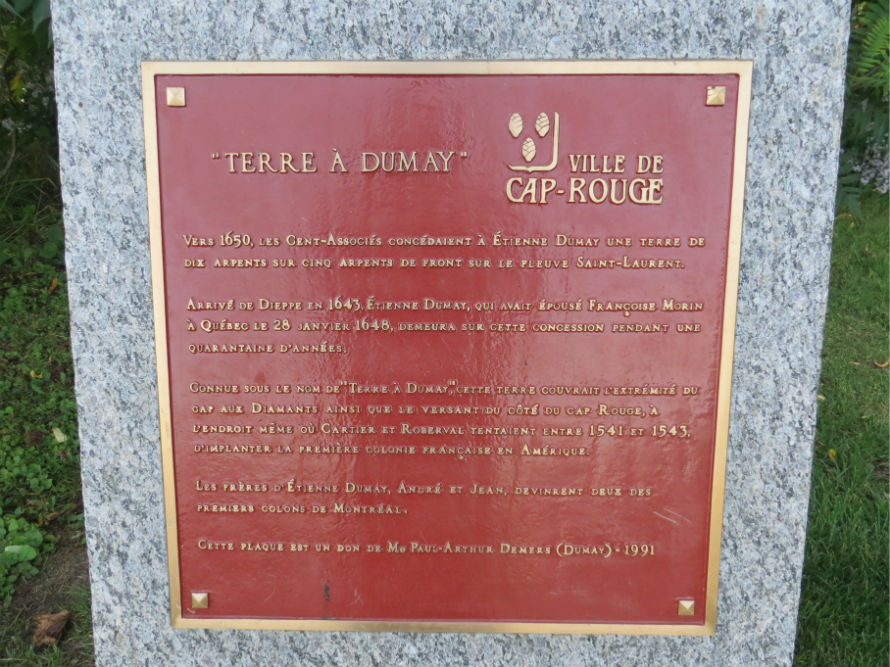 "TERRE À DUMAY"
VILLE DE
CAP-ROUGE
VERS 1650, LES CENT-ASSOCIÉS CONCÉDAIENT À ÉTIENNE DUMAY UNE TERRE DE
DIX ARPENTS SUR CINQ ARPENTS DE FRONT SUR LE FLEUVE SAINT-LAURENT.
ARRIVÉ DE DIEPPE EN 1643, ÉTIENNE DUMAY, QUI AVAIT ÉPOUSÉ FRANÇOISE MORIN
À QUÉBEC LE 28 JANVIER 1648, DEMEURA SUR CETTE CONCESSION PENDANT UNE
QUARANTAINE D'ANNÉES.
CONNUE SOUS LE NOM DE "TERRE À DUMAY", CETTE TERRE COUVRAIT L'EXTRÉMITÉ DU
CAP AUX DIAMANTS AINSI QUE LE VERSANT DU CÔTÉ DU CAP ROUGE, À
L'ENDROIT MÊME OÙ CARTIER ET ROBERVAL TENTAIENT ENTRE 1541 ET 1543,
D'IMPLANTER LA PREMIÈRE COLONIE FRANÇAISE EN AMÉRIQUE.
LES FRÈRES D'ÉTIENNE DUMAY, ANDRÉ ET JEAN, DEVINRENT DEUX DES
PREMIERS COLONS DE MONTRÉAL.
CETTE PLAQUE EST UN DON DE Me PAUL-ARTHUR DEMERS (DUMAY) - 1991